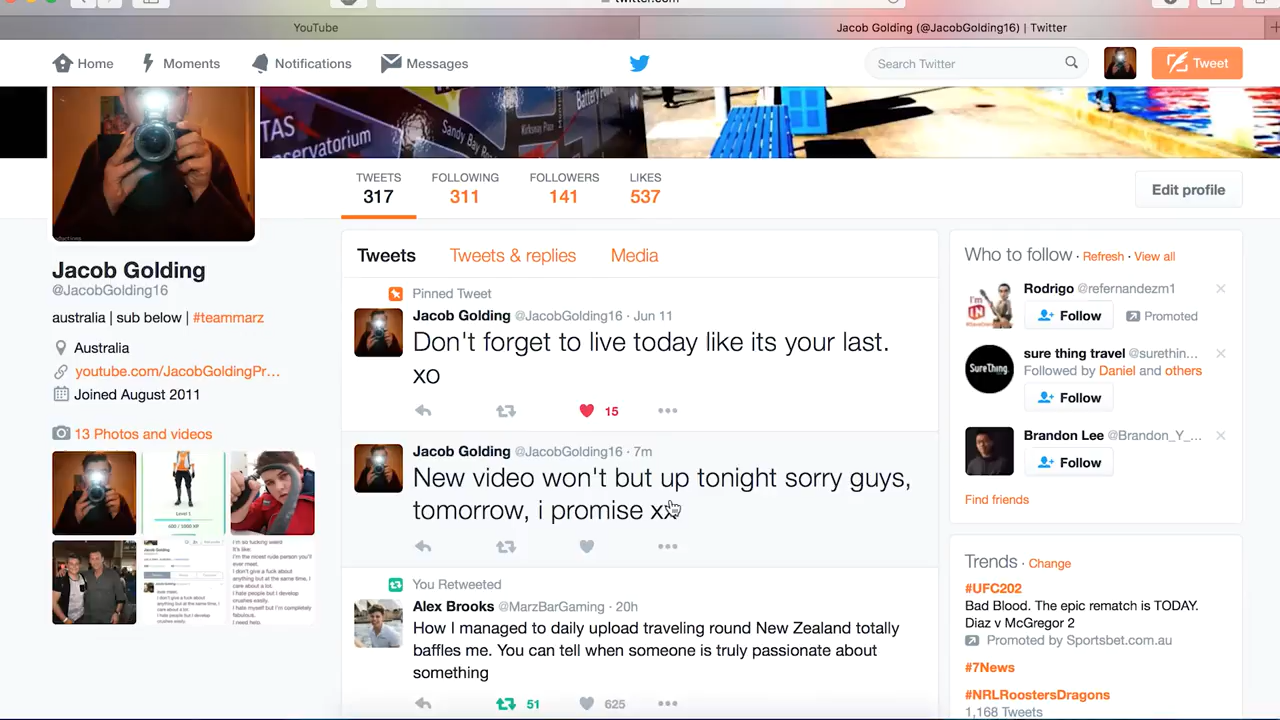 twitter.com
YouTube
Jacob Golding (@JacobGolding16) | Twitter
Home
Moments
Notifications
Messages
Search Twitter
Tweet
TAS
servatorium
Sandy Bay
Battery Point
TWEETS
317
FOLLOWING
311
FOLLOWERS
141
LIKES
537
Edit profile
Jacob Golding
@JacobGolding16
australia | sub below | #teammarz
Australia
youtube.com/JacobGoldingPr...
Joined August 2011
13 Photos and videos
Tweets
Tweets & replies
Media
Pinned Tweet
Jacob Golding @JacobGolding16 · Jun 11
Don't forget to live today like its your last.
XO
15
Jacob Golding @JacobGolding16 · 7m
New video won't but up tonight sorry guys,
tomorrow, i promise xx
You Retweeted
Alex Brooks @MarzBarGaming · 20h
How I managed to daily upload traveling round New Zealand totally
baffles me. You can tell when someone is truly passionate about
something
51
625
Who to follow · Refresh · View all
Rodrigo @refernandezm1
Follow
Promoted
sure thing travel @surethin...
Followed by Daniel and others
Follow
Brandon Lee @Brandon_Y_...
Follow
Find friends
Trends · Change
#UFC202
Bad Blood. The epic rematch is TODAY.
Diaz v McGregor 2
Promoted by Sportsbet.com.au
#7News
#NRLRoostersDragons
1,168 Tweets